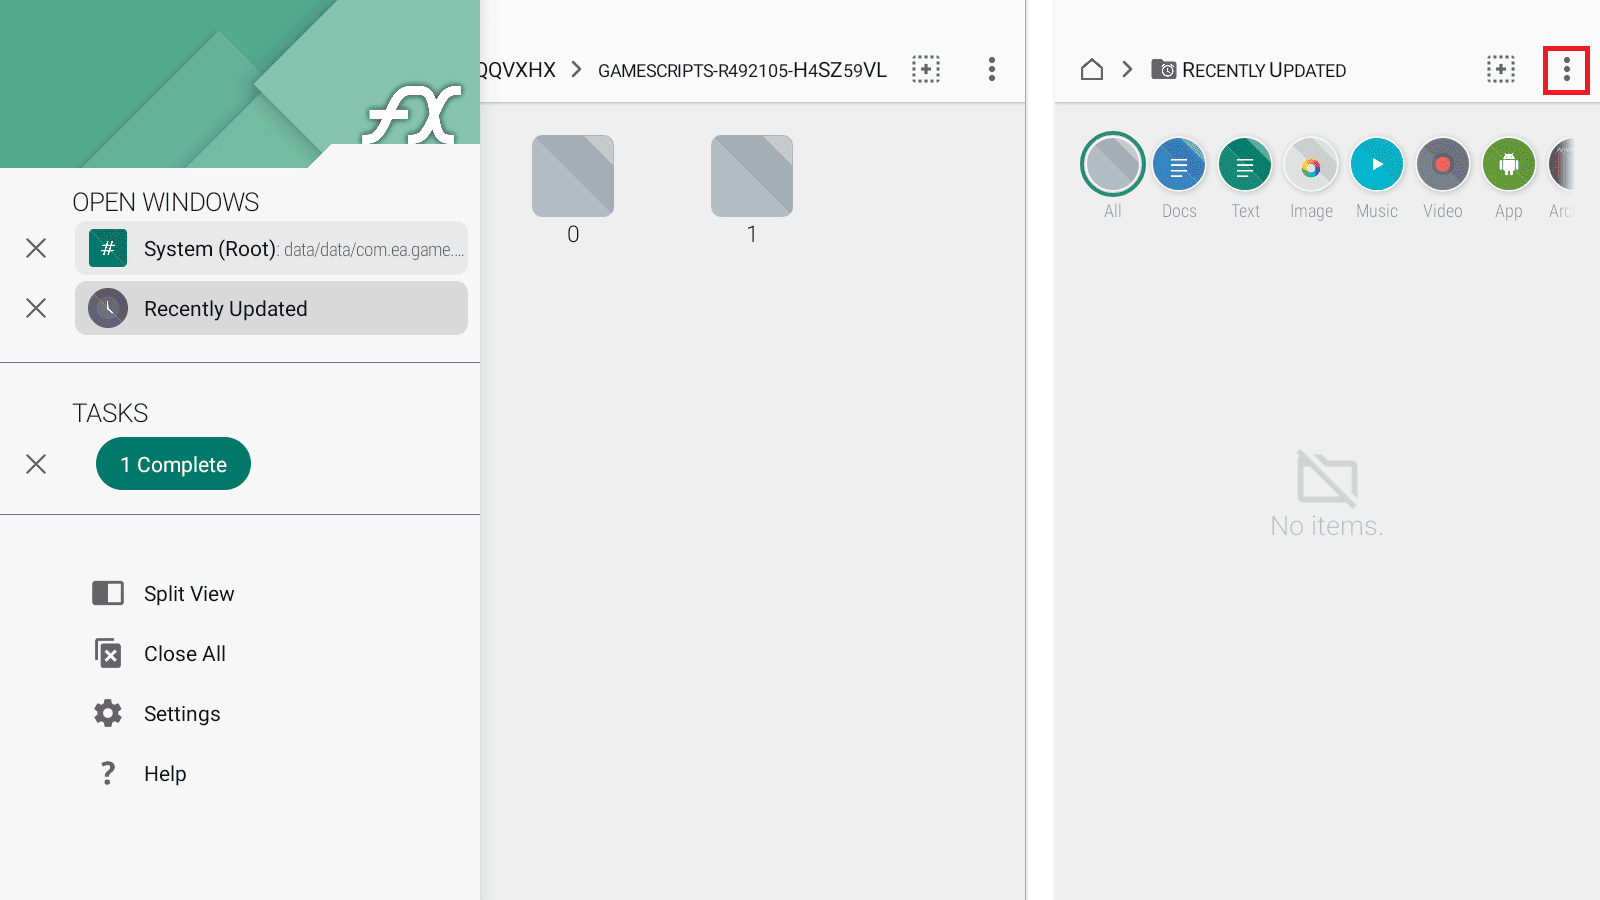 fX
OPEN WINDOWS
#
System (Root): data/data/com.ea.game....
Recently Updated
TASKS
1 Complete
Split View
Close All
Settings
? Help
QQVXHX > GAMESCRIPTS-R492105-H4SZ59VL
0
1
RECENTLY UPDATED
All
Docs
Text
Image
Music
Video
App
Arc
No items.